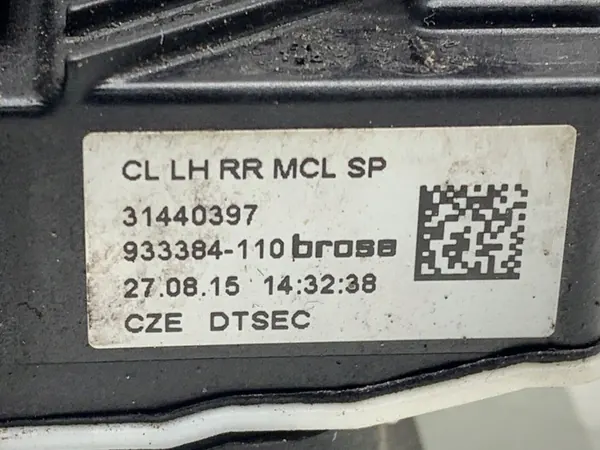 CL LH RR MCL SP
31440397
933384-110 brose
27.08.15 14:32:38
CZE DTSEC